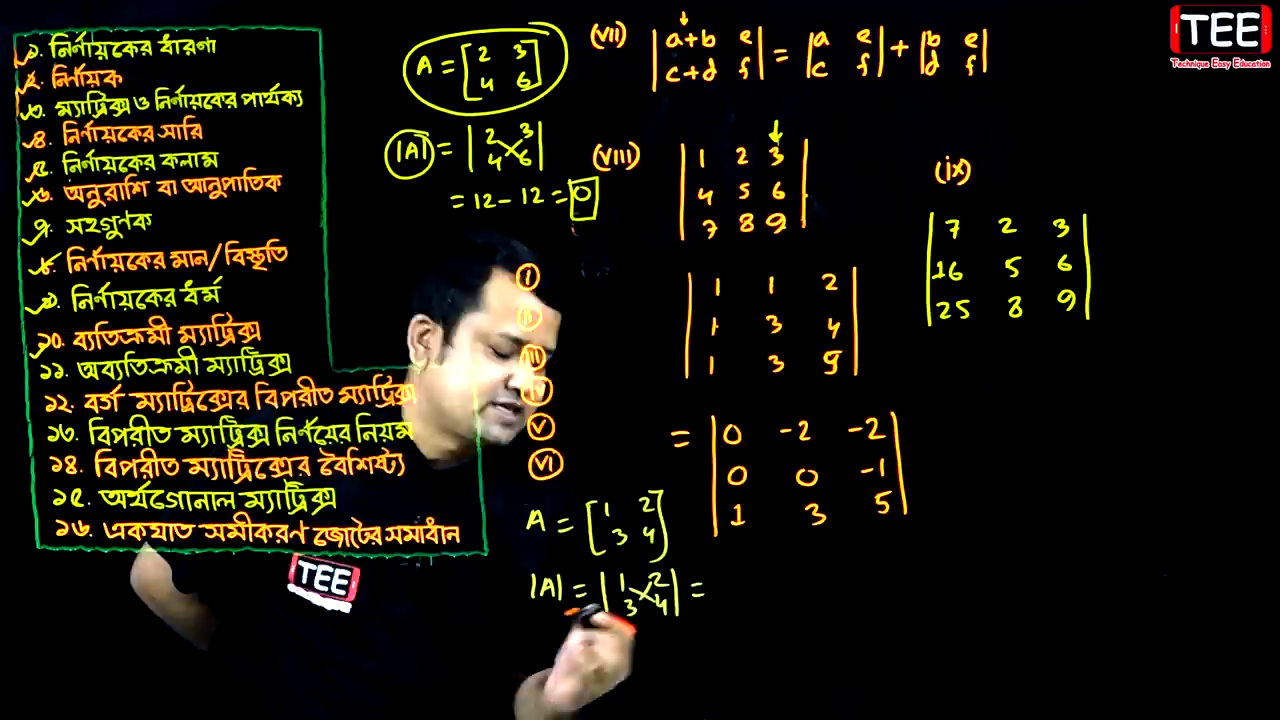 ১. নির্ণায়কের ধারণা
২. নির্ণায়ক
৩. ম্যাট্রিক্স ও নির্ণায়কের পার্থক্য
৪. নির্ণায়কের সারি
৫. নির্ণায়কের কলাম
৬. অনুরাশি বা আনুপাতিক
৭. সহগুণক
৮. নির্ণায়কের মান/বিস্তৃতি
৯. নির্ণায়কের ধর্ম
১০. ব্যতিক্রমী ম্যাট্রিক্স
১১. অব্যতিক্রমী ম্যাট্রিক্স
১২. বর্গ ম্যাট্রিক্সের বিপরীত ম্যাট্রিক্স
১৩. বিপরীত ম্যাট্রিক্স নির্ণয়ের নিয়ম
১৪. বিপরীত ম্যাট্রিক্সের বৈশিষ্ট্য
১৫. অর্থগোনাল ম্যাট্রিক্স
১৬. একঘাত সমীকরণ জোটের সমাধান
A = [2 3
4 6]
|A| = |2 3
4 6|
= 12 - 12 = 0
I
II
III
IV
V
VI
A = [1 2
3 4]
|A| = |1 2
3 4| =
(vii) |a+b e
c+d f| = |a e
c f| + |b e
d f|
(viii) |1 2 3
4 5 6
7 8 9|
|1 1 2
1 3 4
1 3 5|
= |0 -2 -2
0 0 -1
1 3 5|
(ix)
|7 2 3
16 5 6
25 8 9|
TEE
Technique Easy Education
TEE